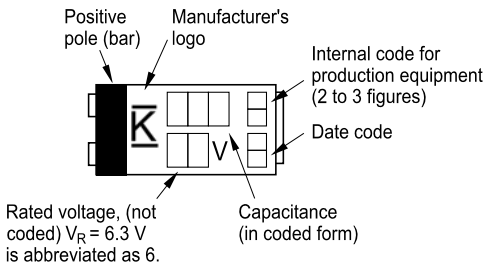 Positive
pole (bar)
Manufacturer's
logo
Internal code for
production equipment
(2 to 3 figures)
Date code
K
V
Rated voltage, (not
coded) VR = 6.3 V
is abbreviated as 6.
Capacitance
(in coded form)